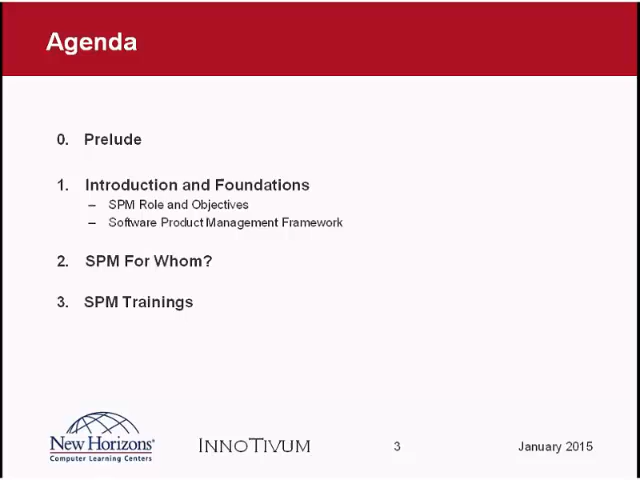 Agenda
0. Prelude
1. Introduction and Foundations
– SPM Role and Objectives
– Software Product Management Framework
2. SPM For Whom?
3. SPM Trainings
New Horizons®
Computer Learning Centers
INNOTIVUM
3
January 2015